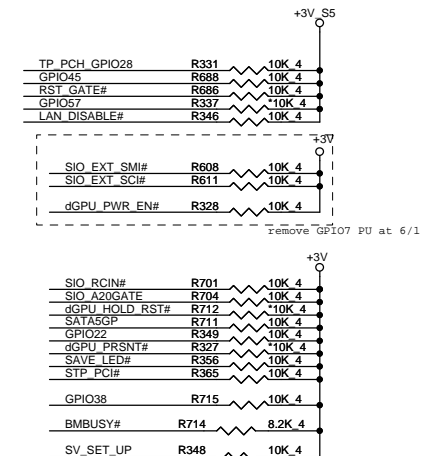 +3V_S5
TP_PCH_GPIO28 R331 10K_4
GPIO45 R688 10K_4
RST_GATE# R686 10K_4
GPIO57 R337 *10K_4
LAN_DISABLE# R346 10K_4
+3V
SIO_EXT_SMI# R608 10K_4
SIO_EXT_SCI# R611 10K_4
dGPU_PWR_EN# R328 10K_4
remove GPIO7 PU at 6/1
+3V
SIO_RCIN# R701 10K_4
SIO_A20GATE R704 10K_4
dGPU_HOLD_RST# R712 *10K_4
SATA5GP R711 10K_4
GPIO22 R349 10K_4
dGPU_PRSNT# R327 *10K_4
SAVE_LED# R356 10K_4
STP_PCI# R365 10K_4
GPIO38 R715 10K_4
BMBUSY# R714 8.2K_4
SV_SET_UP R348 10K_4